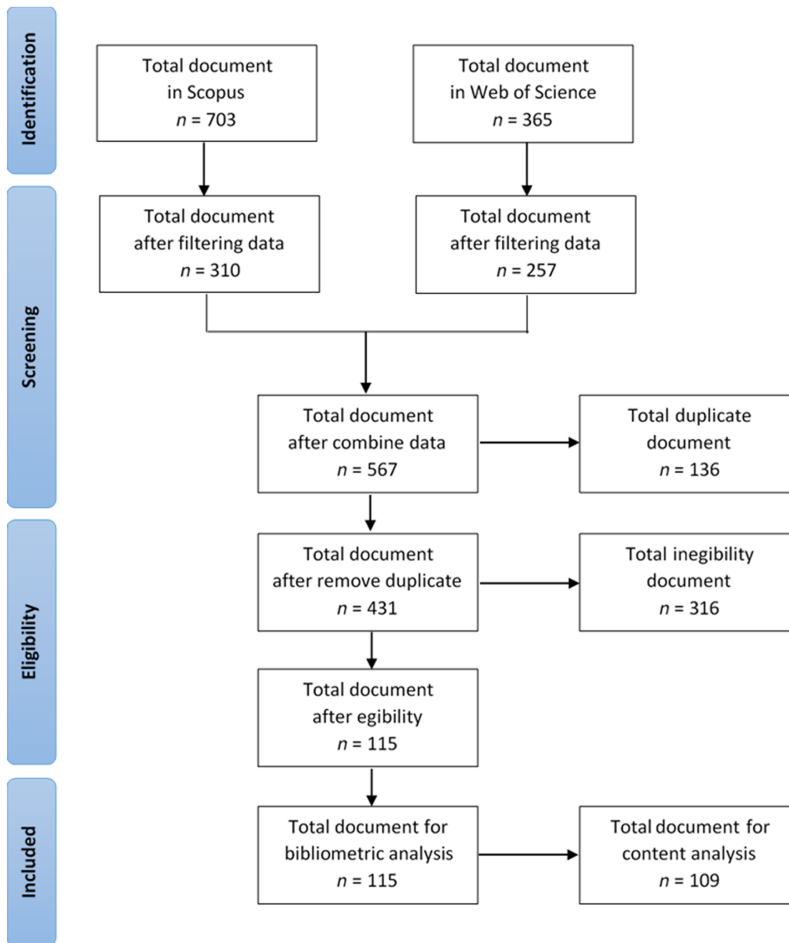 Identification
Total document
in Scopus
n = 703
Total document
in Web of Science
n = 365
Screening
Total document
after filtering data
n = 310
Total document
after filtering data
n = 257
Total document
after combine data
n = 567
Total duplicate
document
n = 136
Eligibility
Total document
after remove duplicate
n = 431
Total inegibility
document
n = 316
Total document
after egibility
n = 115
Included
Total document for
bibliometric analysis
n = 115
Total document for
content analysis
n = 109